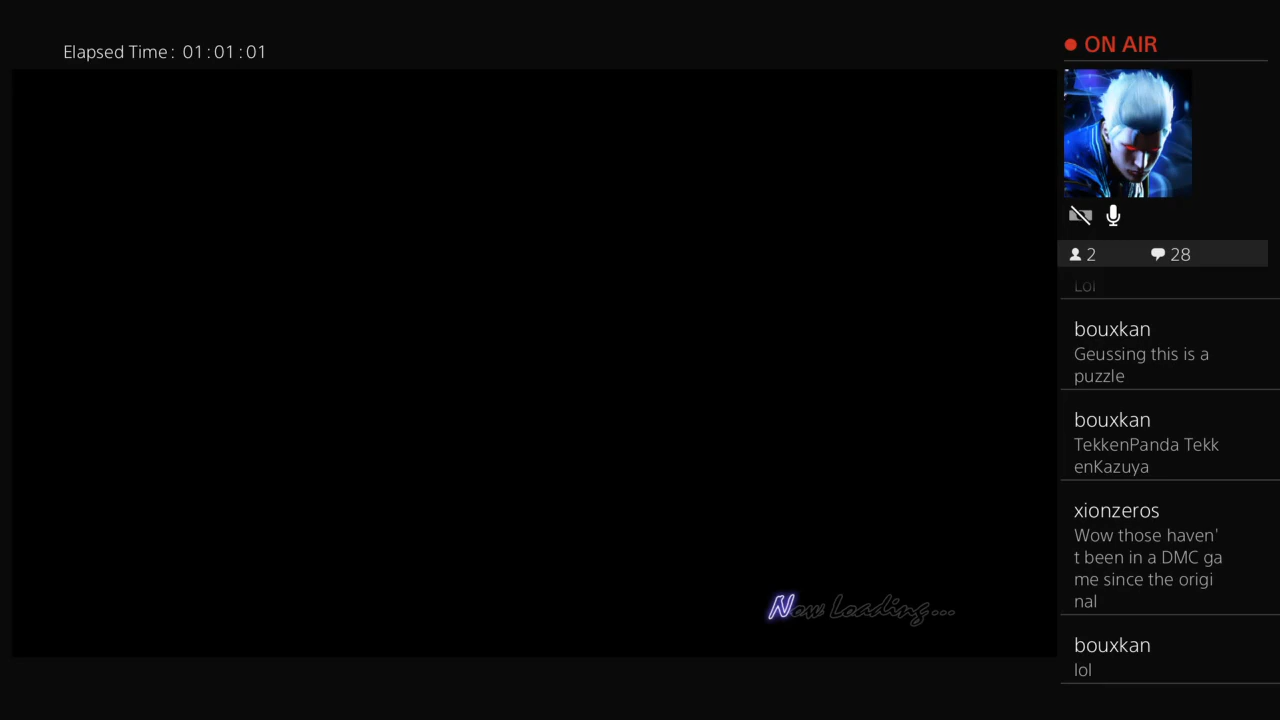 Elapsed Time: 01:01:01
ON AIR
2 28
Lol
bouxkan
Geussing this is a
puzzle
bouxkan
TekkenPanda Tekk
enKazuya
xionzeros
Wow those haven'
t been in a DMC ga
me since the origi
nal
bouxkan
lol
Now Loading...